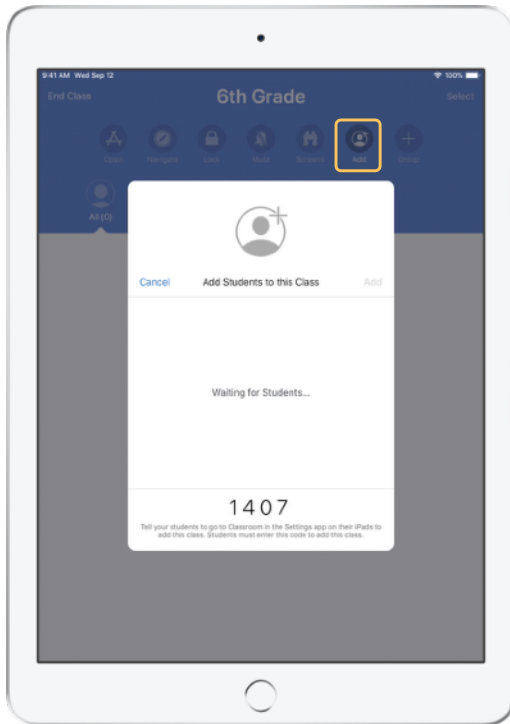 9:41 AM Wed Sep 12 100%
End Class 6th Grade Select
Open Navigate Lock Mute Screens Add Group
All (0)
Cancel Add Students to this Class Add
Waiting for Students...
1407
Tell your students to go to Classroom in the Settings app on their iPads to
add this class. Students must enter this code to add this class.